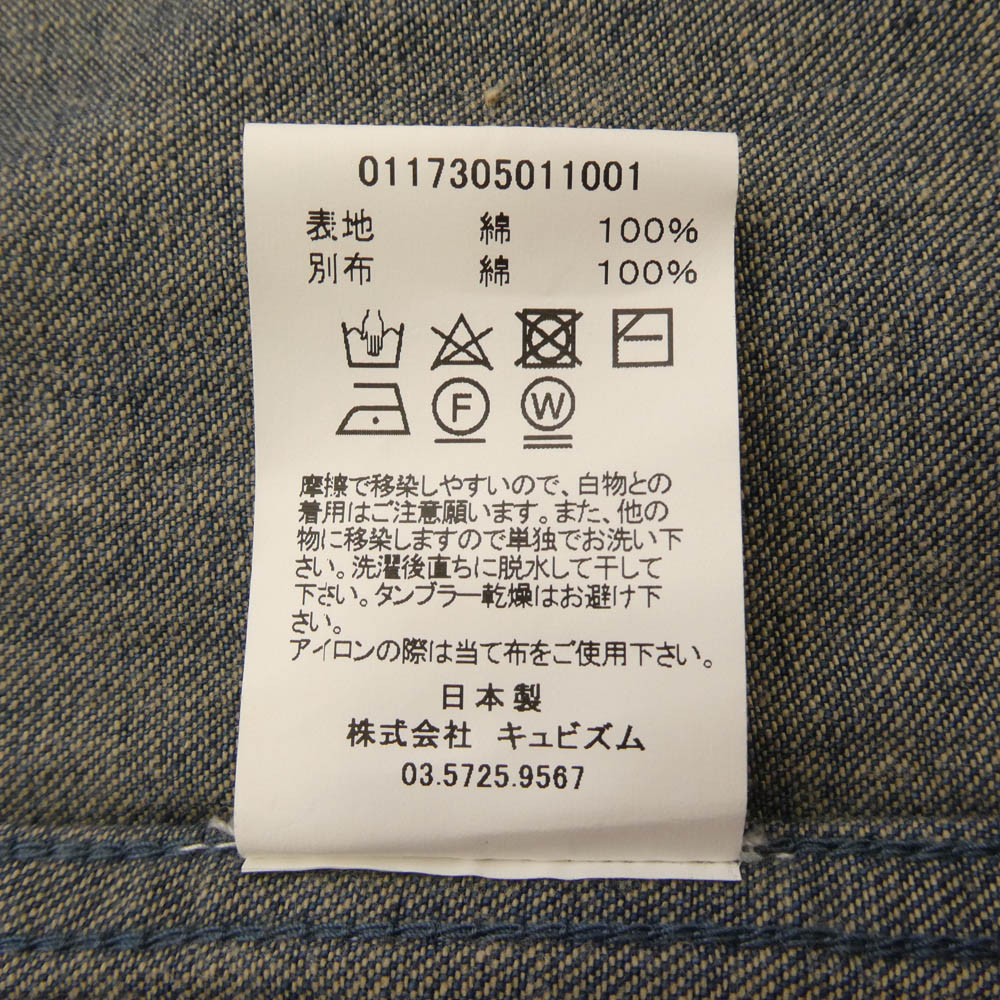 0117305011001
表地 綿 100%
別布 綿 100%
F W
摩擦で移染しやすいので、白物との
着用はご注意願います。また、他の
物に移染しますので単独でお洗い下
さい。洗濯後直ちに脱水して干して
下さい。タンブラー乾燥はお避け下
さい。
アイロンの際は当て布をご使用下さい。
日本製
株式会社 キュビズム
03.5725.9567